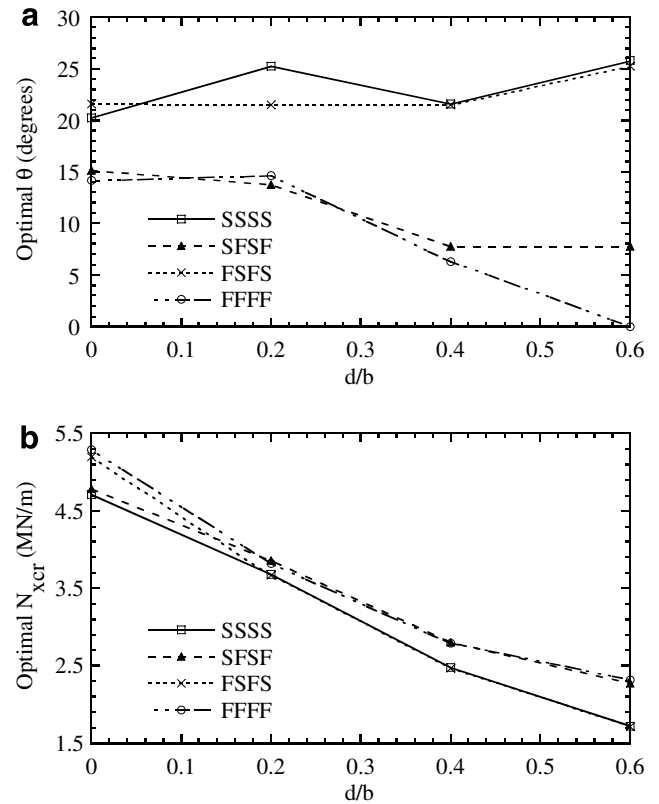 a
30
25
20
15
10
5
0
Optimal θ (degrees)
SSSS
SFSF
FSFS
FFFF
0 0.1 0.2 0.3 0.4 0.5 0.6
d/b
b
5.5
4.5
3.5
2.5
1.5
Optimal Nxcr (MN/m)
SSSS
SFSF
FSFS
FFFF
0 0.1 0.2 0.3 0.4 0.5 0.6
d/b